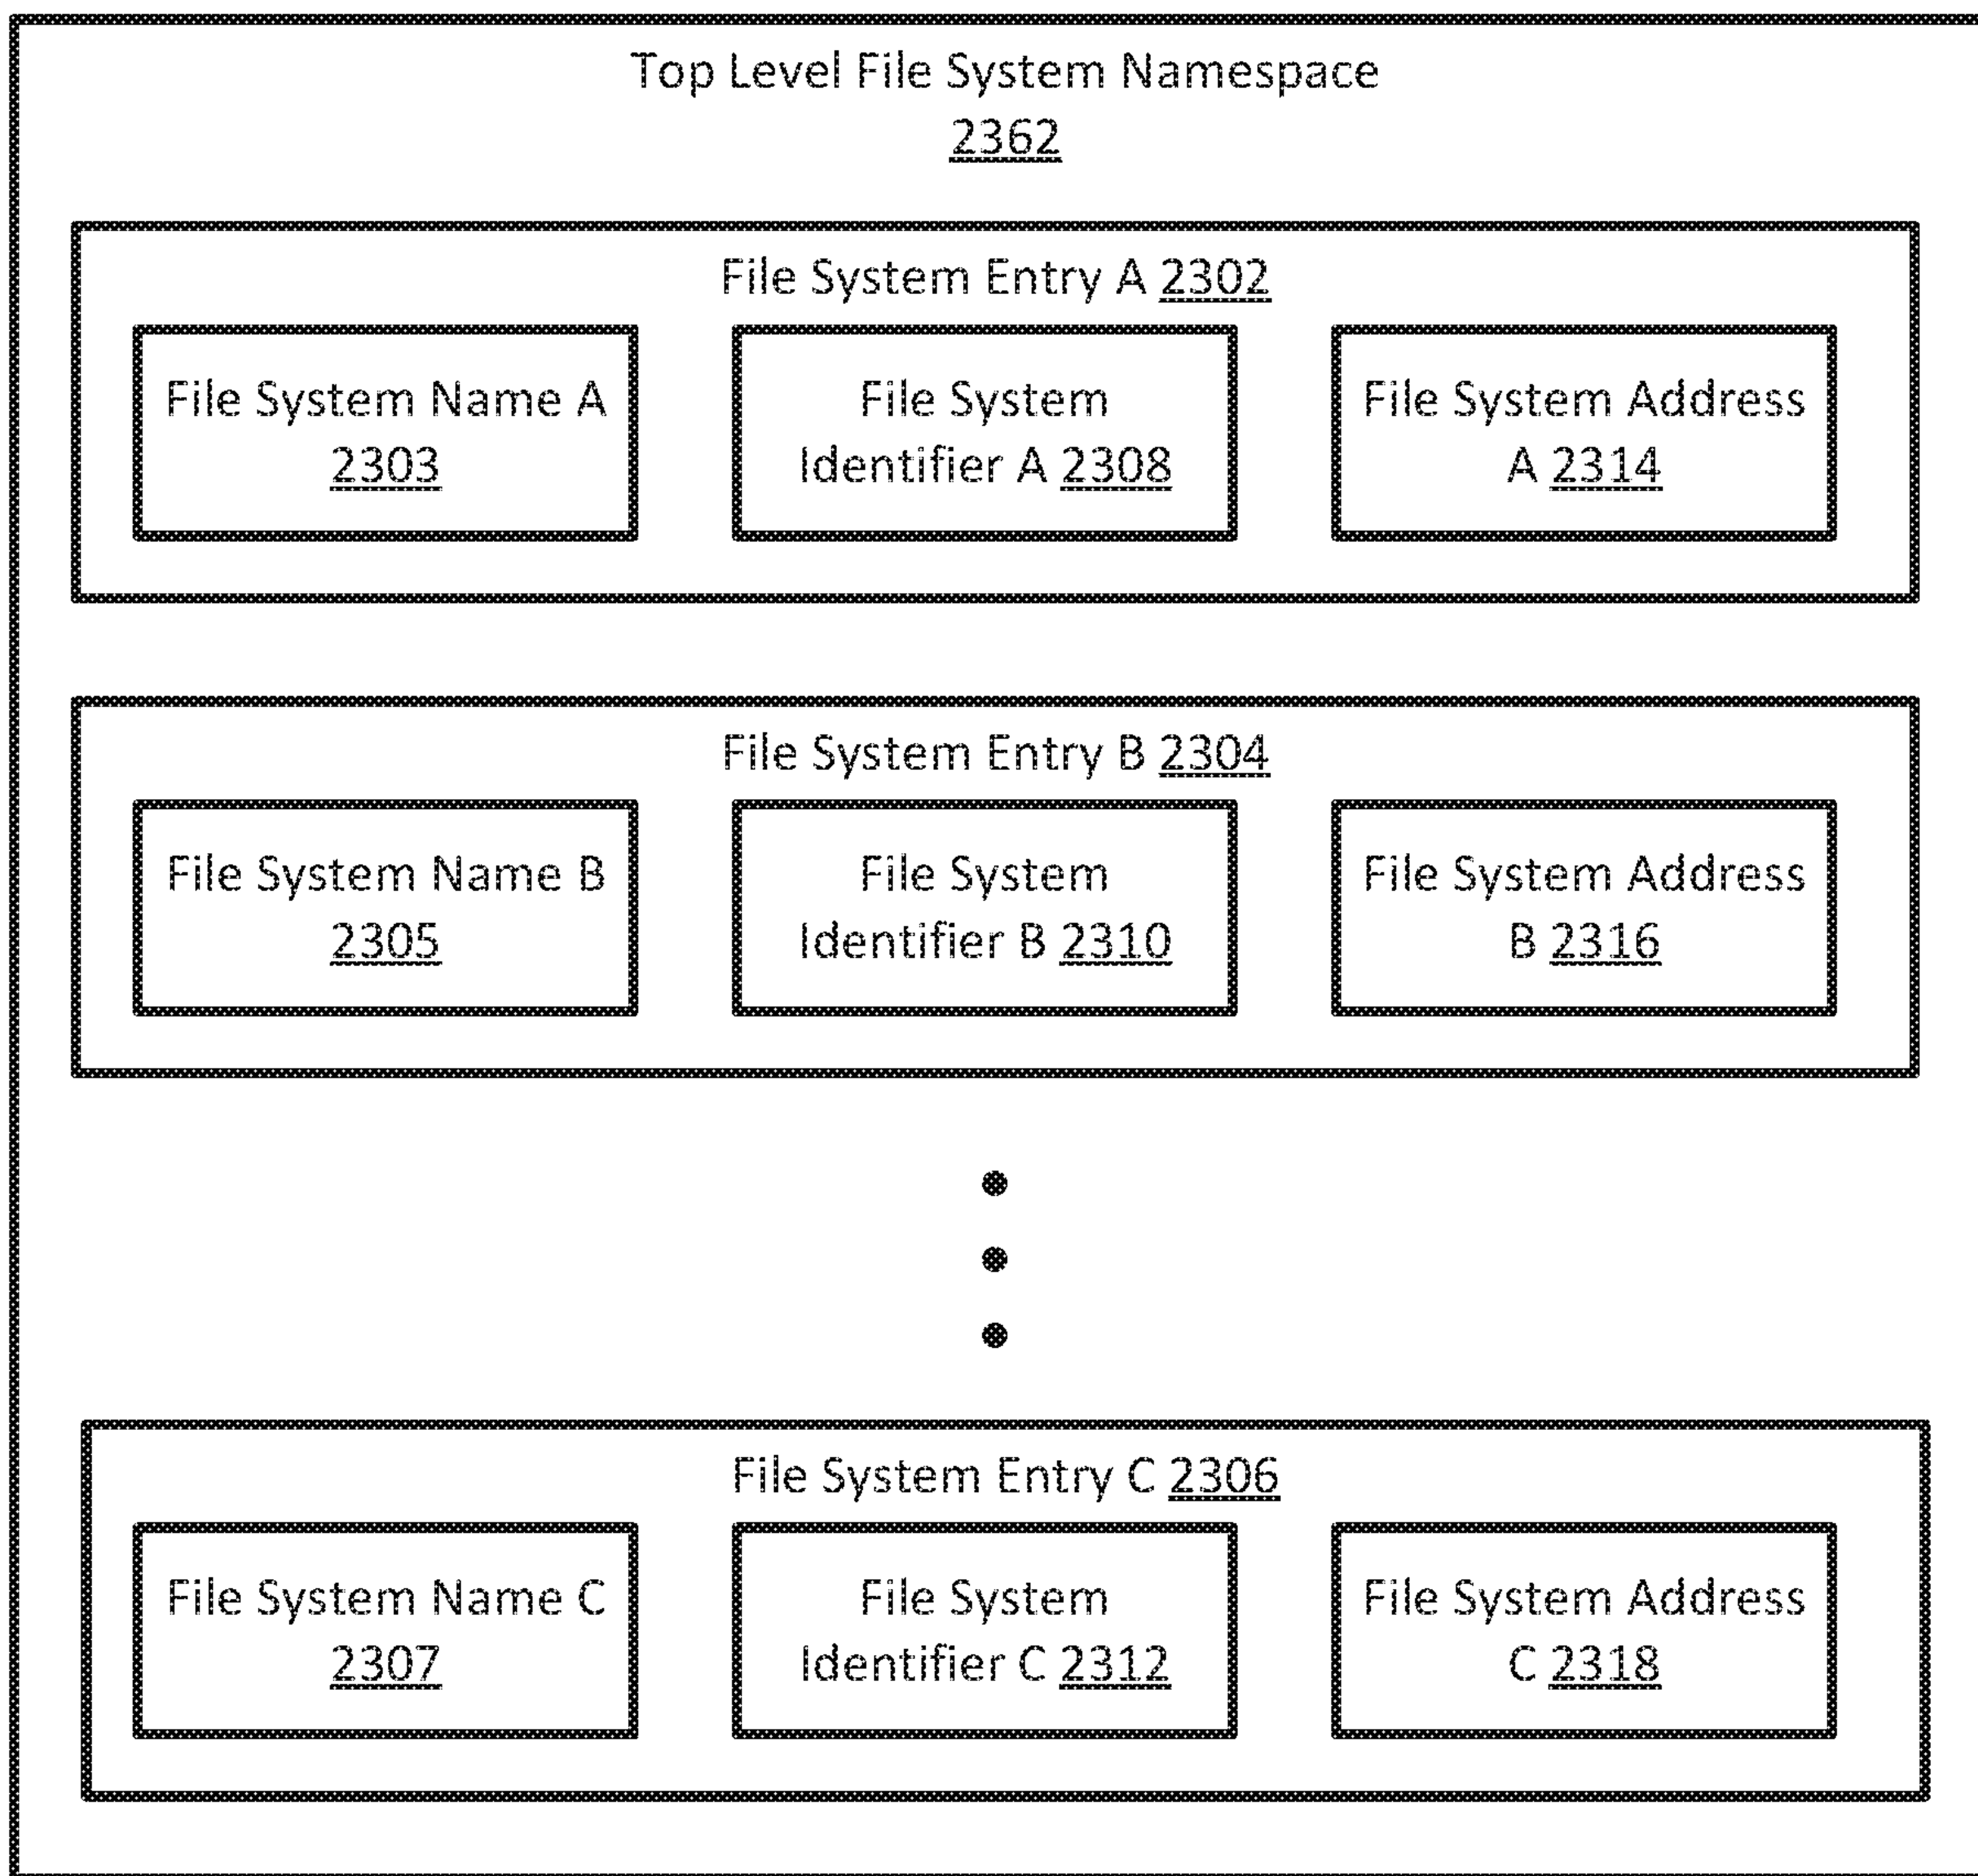 Top Level File System Namespace
2362
File System Entry A 2302
File System Name A
2303
File System
Identifier A 2308
File System Address
A 2314
File System Entry B 2304
File System Name B
2305
File System
Identifier B 2310
File System Address
B 2316
File System Entry C 2306
File System Name C
2307
File System
Identifier C 2312
File System Address
C 2318